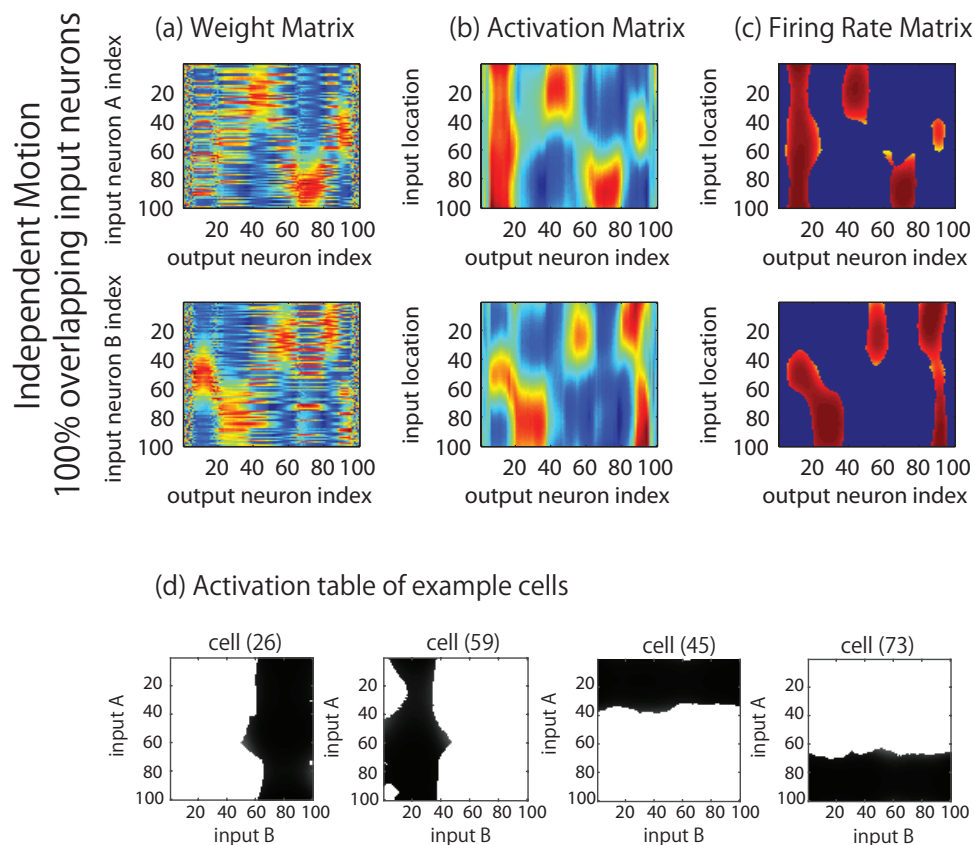 Independent Motion
100% overlapping input neurons
(a) Weight Matrix
(b) Activation Matrix
(c) Firing Rate Matrix
input neuron A index
20
40
60
80
100
20 40 60 80 100
output neuron index
input location
20
40
60
80
100
20 40 60 80 100
output neuron index
input location
20
40
60
80
100
20 40 60 80 100
output neuron index
input neuron B index
20
40
60
80
100
20 40 60 80 100
output neuron index
input location
20
40
60
80
100
20 40 60 80 100
output neuron index
input location
20
40
60
80
100
20 40 60 80 100
output neuron index
(d) Activation table of example cells
cell (26)
input A
20
40
60
80
100
20 40 60 80 100
input B
cell (59)
input A
20
40
60
80
100
20 40 60 80 100
input B
cell (45)
input A
20
40
60
80
100
20 40 60 80 100
input B
cell (73)
input A
20
40
60
80
100
20 40 60 80 100
input B